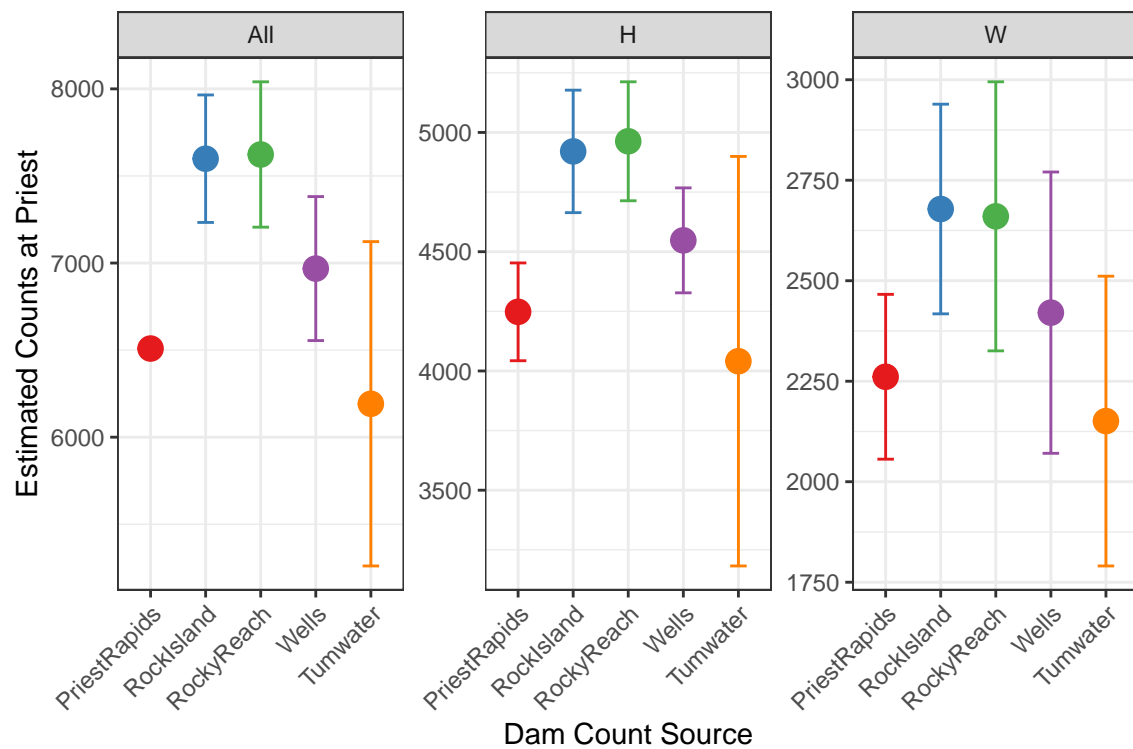 All
H
W
Estimated Counts at Priest
8000
7000
6000
5000
4500
4000
3500
3000
2750
2500
2250
2000
1750
PriestRapids
RockIsland
RockyReach
Wells
Tumwater
PriestRapids
RockIsland
RockyReach
Wells
Tumwater
PriestRapids
RockIsland
RockyReach
Wells
Tumwater
Dam Count Source